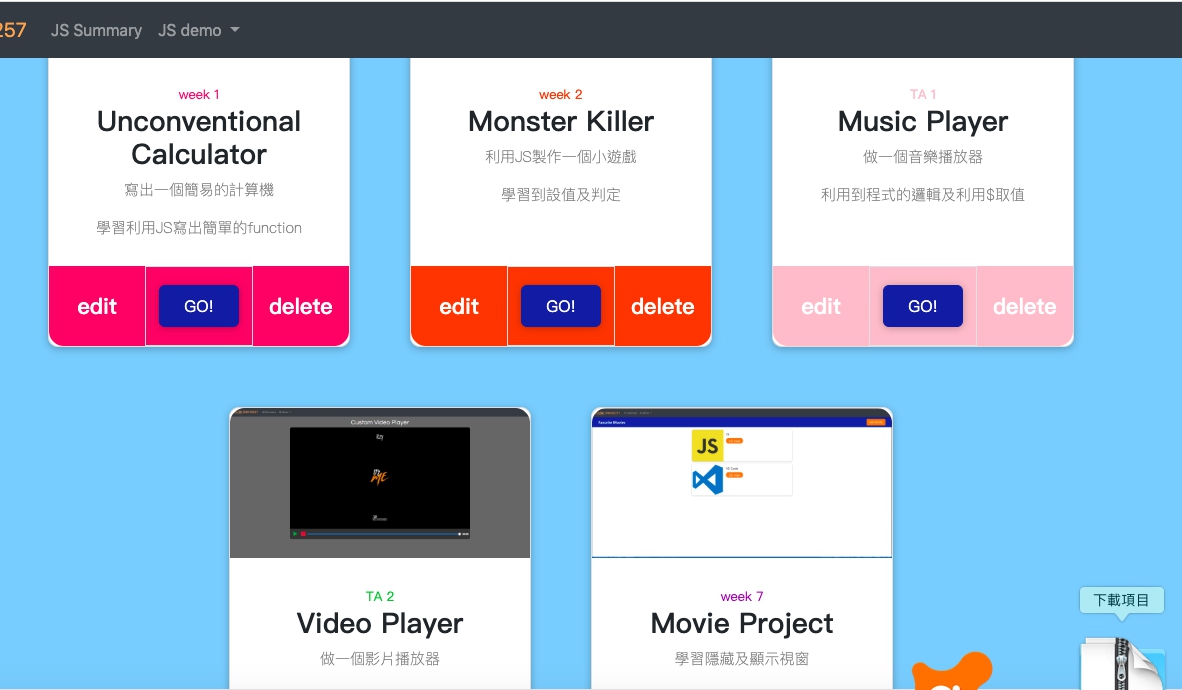 257 JS Summary JS demo
week 1
Unconventional
Calculator
寫出一個簡易的計算機
學習利用JS寫出簡單的function
edit GO! delete
week 2
Monster Killer
利用JS製作一個小遊戲
學習到設值及判定
edit GO! delete
TA 1
Music Player
做一個音樂播放器
利用到程式的邏輯及利用$取值
edit GO! delete
Custom Video Player
TA 2
Video Player
做一個影片播放器
Favorite Movies
JS
week 7
Movie Project
學習隱藏及顯示視窗
下載項目